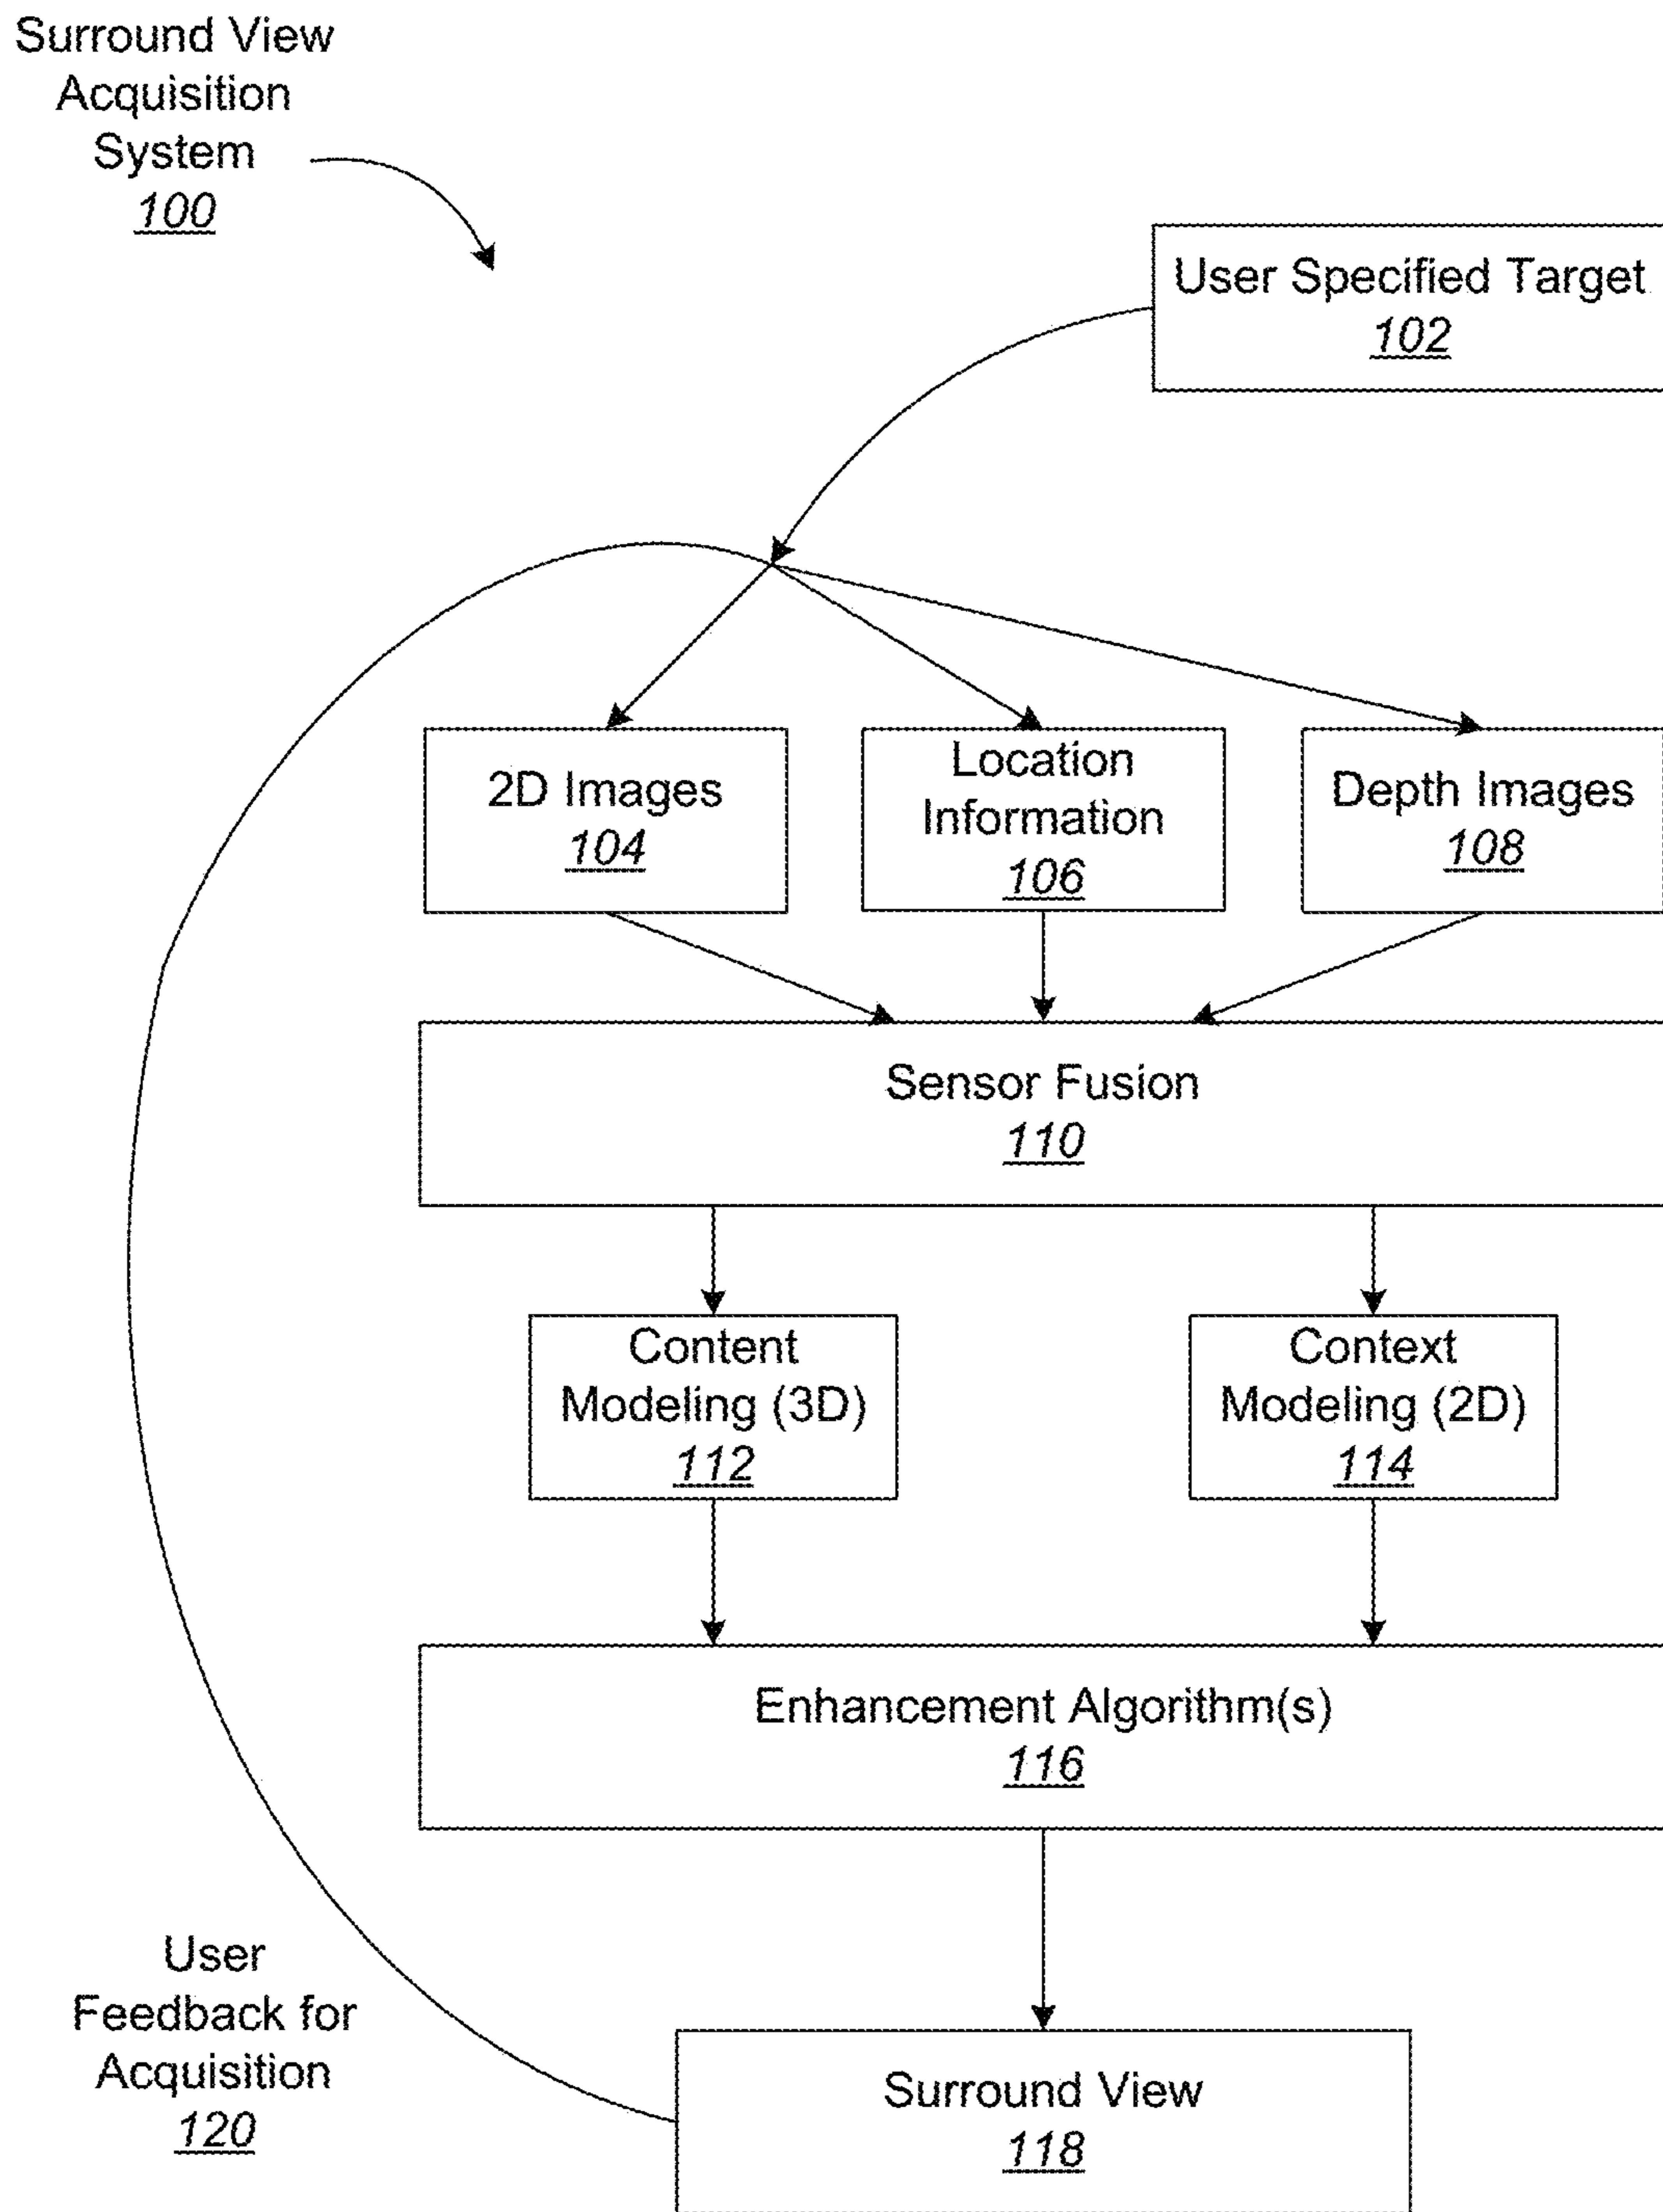 Surround View
Acquisition
System
100
User Specified Target
102
2D Images
104
Location
Information
106
Depth Images
108
Sensor Fusion
110
Content
Modeling (3D)
112
Context
Modeling (2D)
114
Enhancement Algorithm(s)
116
User
Feedback for
Acquisition
120
Surround View
118